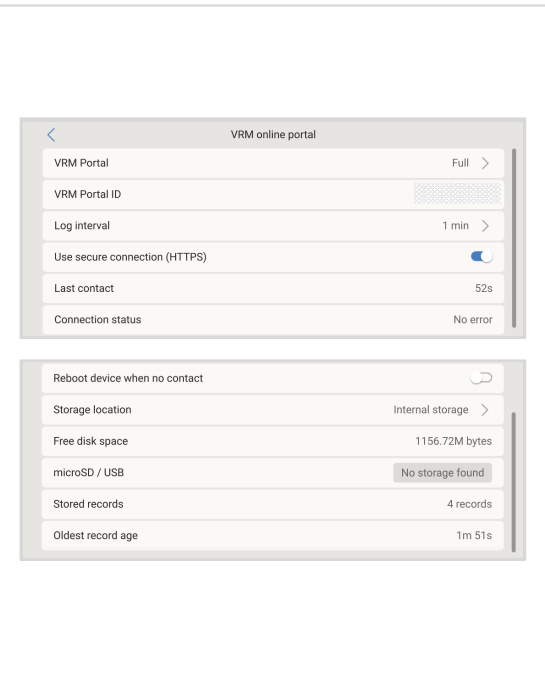 VRM online portal
VRM Portal Full
VRM Portal ID
Log interval 1 min
Use secure connection (HTTPS)
Last contact 52s
Connection status No error
Reboot device when no contact
Storage location Internal storage
Free disk space 1156.72M bytes
microSD / USB No storage found
Stored records 4 records
Oldest record age 1m 51s